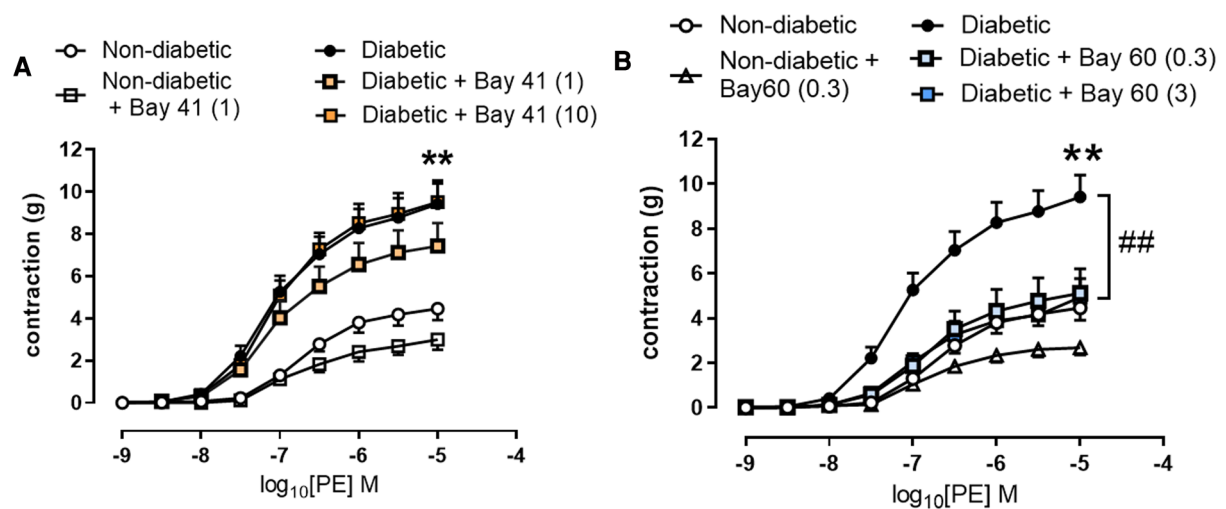 A
Non-diabetic
Non-diabetic
+ Bay 41 (1)
Diabetic
Diabetic + Bay 41 (1)
Diabetic + Bay 41 (10)
**
contraction (g)
12
10
8
6
4
2
0
-9 -8 -7 -6 -5 -4
log10[PE] M
B
Non-diabetic
Non-diabetic +
Bay60 (0.3)
Diabetic
Diabetic + Bay 60 (0.3)
Diabetic + Bay 60 (3)
**
##
contraction (g)
12
10
8
6
4
2
0
-9 -8 -7 -6 -5 -4
log10[PE] M